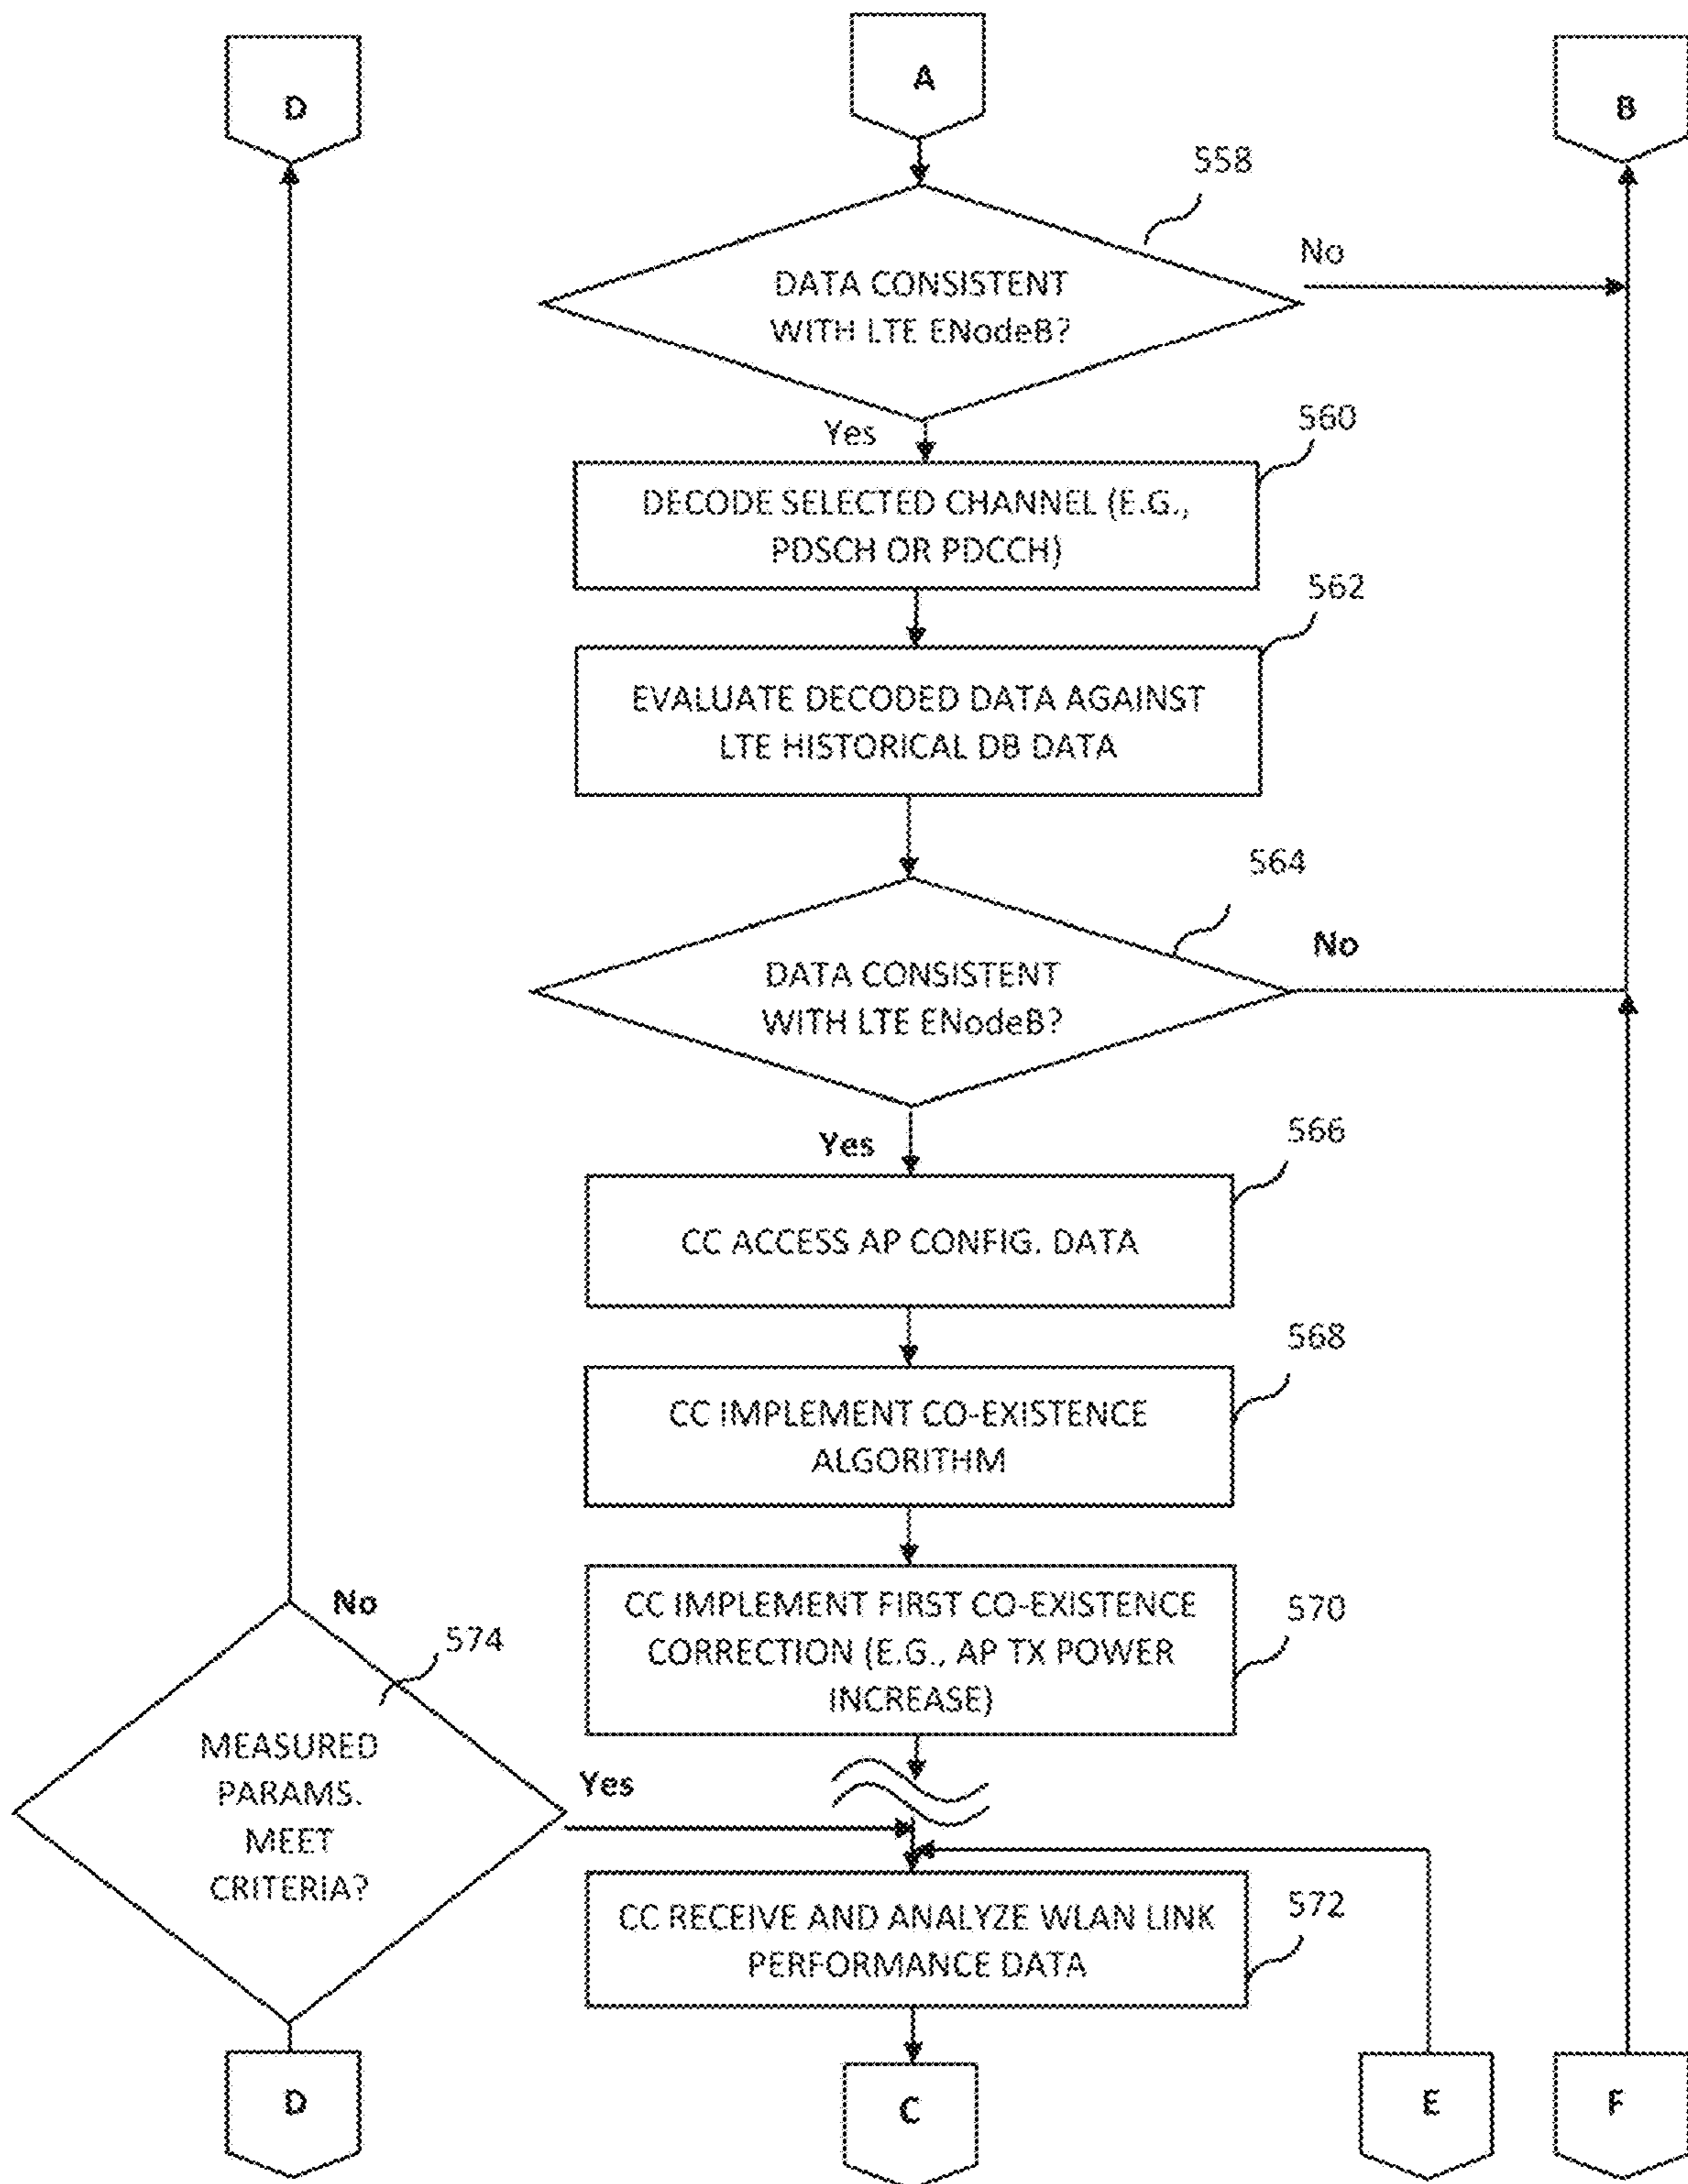 D
A
B
558
DATA CONSISTENT
WITH LTE ENodeB?
No
Yes
560
DECODE SELECTED CHANNEL (E.G.,
PDSCH OR PDCCH)
562
EVALUATE DECODED DATA AGAINST
LTE HISTORICAL DB DATA
564
DATA CONSISTENT
WITH LTE ENodeB?
No
Yes
566
CC ACCESS AP CONFIG. DATA
568
CC IMPLEMENT CO-EXISTENCE
ALGORITHM
570
CC IMPLEMENT FIRST CO-EXISTENCE
CORRECTION (E.G., AP TX POWER
INCREASE)
No
574
MEASURED
PARAMS.
MEET
CRITERIA?
Yes
572
CC RECEIVE AND ANALYZE WLAN LINK
PERFORMANCE DATA
D
C
E
F